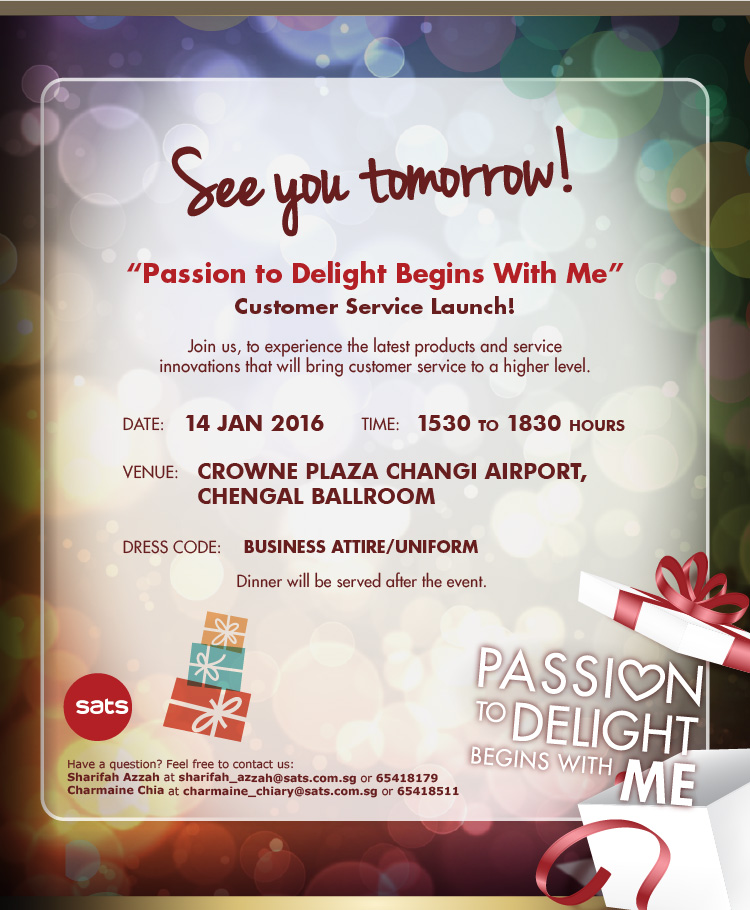 See you tomorrow!
“Passion to Delight Begins With Me”
Customer Service Launch!
Join us, to experience the latest products and service
innovations that will bring customer service to a higher level.
DATE: 14 JAN 2016 TIME: 1530 TO 1830 HOURS
VENUE: CROWNE PLAZA CHANGI AIRPORT,
CHENGAL BALLROOM
DRESS CODE: BUSINESS ATTIRE/UNIFORM
Dinner will be served after the event.
sats
PASSION
TO DELIGHT
BEGINS WITH ME
Have a question? Feel free to contact us:
Sharifah Azzah at sharifah_azzah@sats.com.sg or 65418179
Charmaine Chia at charmaine_chiary@sats.com.sg or 65418511